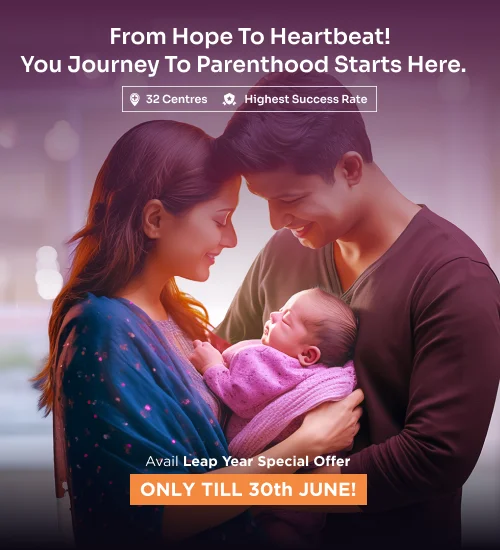 From Hope To Heartbeat!
You Journey To Parenthood Starts Here.
32 Centres Highest Success Rate
Avail Leap Year Special Offer
ONLY TILL 30th JUNE!